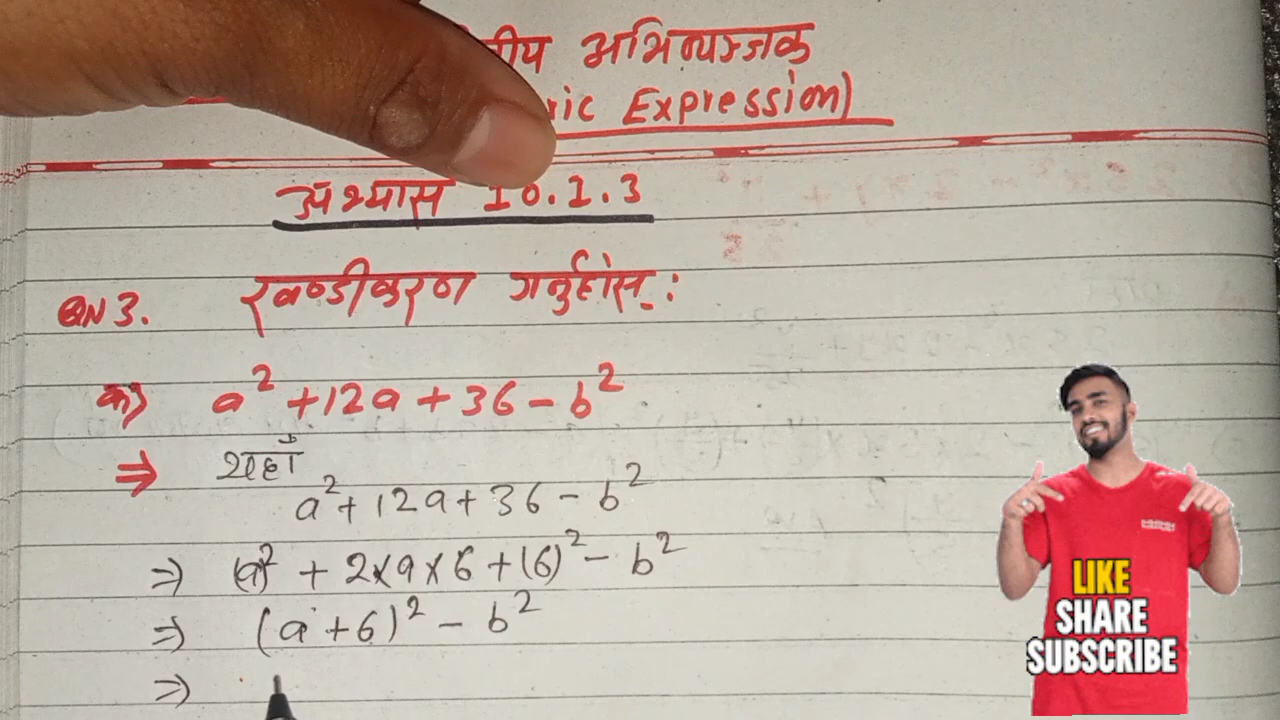 अभिव्यञ्जक
Expression)
अभ्यास 10.1.3
QN 3. खण्डीकरण गर्नुहोस्:
क) a² + 12a + 36 - b²
⇒ यहाँ
a² + 12a + 36 - b²
⇒ (a)² + 2×a×6 + (6)² - b²
⇒ (a + 6)² - b²
⇒
LIKE
SHARE
SUBSCRIBE